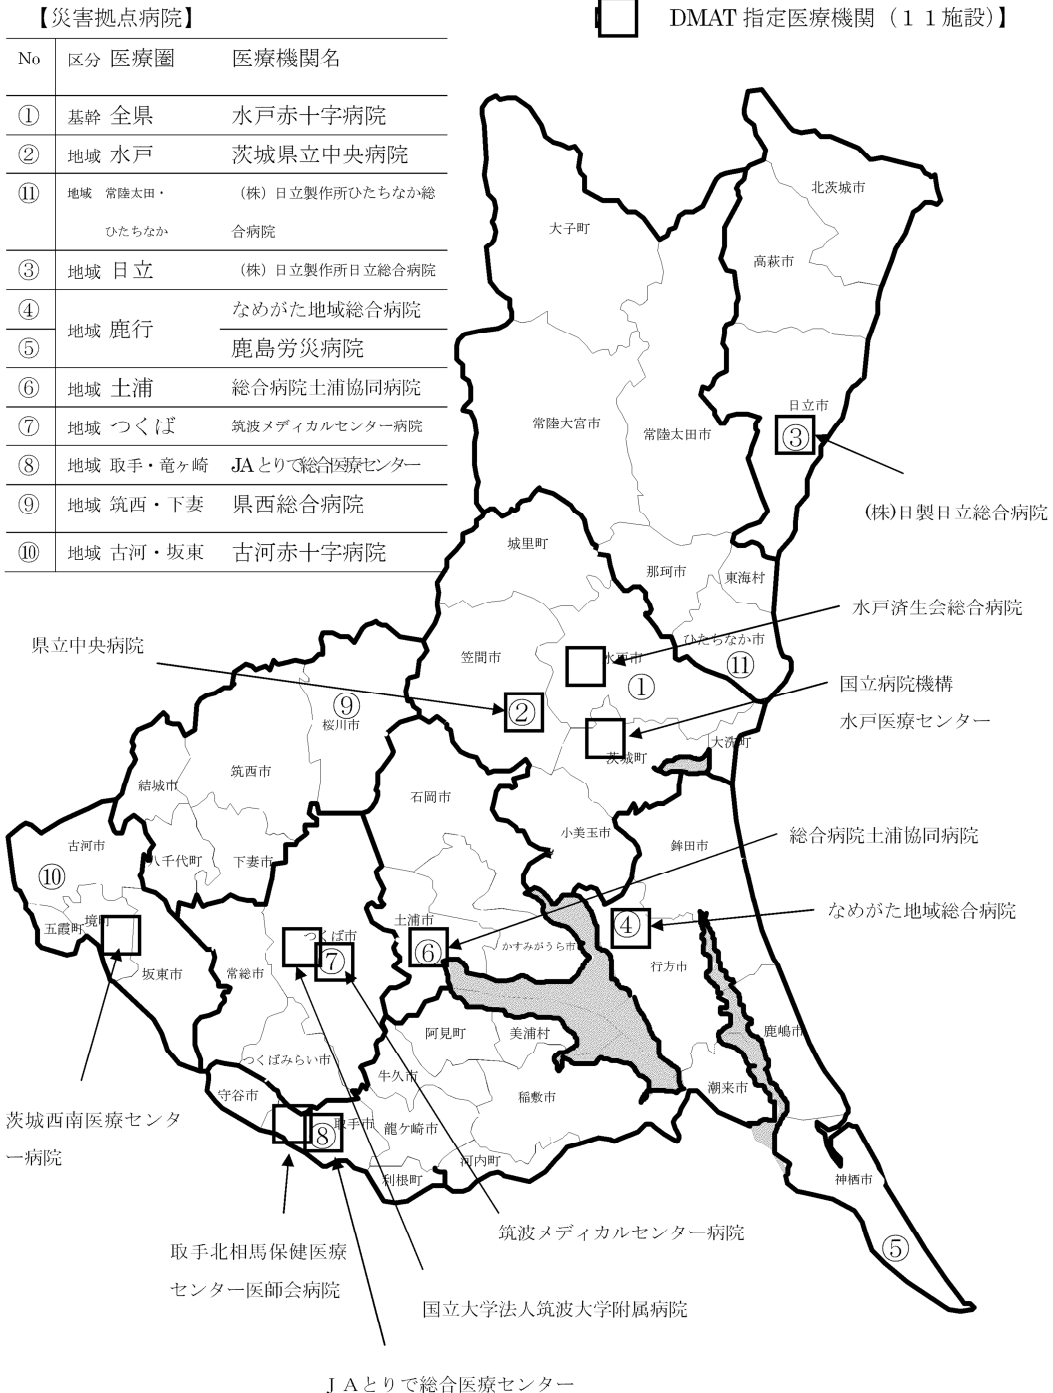 【災害拠点病院】
DMAT 指定医療機関（１１施設）】
No 区分 医療圏 医療機関名
① 基幹 全県 水戸赤十字病院
② 地域 水戸 茨城県立中央病院
⑪ 地域 常陸太田・ （株）日立製作所ひたちなか総
ひたちなか 合病院
③ 地域 日立 （株）日立製作所日立総合病院
④ なめがた地域総合病院
地域 鹿行
⑤ 鹿島労災病院
⑥ 地域 土浦 総合病院土浦協同病院
⑦ 地域 つくば 筑波メディカルセンター病院
⑧ 地域 取手・竜ヶ崎 JAとりで総合医療センター
⑨ 地域 筑西・下妻 県西総合病院
⑩ 地域 古河・坂東 古河赤十字病院
北茨城市
大子町
高萩市
日立市
③
常陸大宮市
常陸太田市
(株)日製日立総合病院
城里町
那珂市
東海村
水戸済生会総合病院
ひたちなか市
⑪
県立中央病院
笠間市
水戸市
①
国立病院機構
水戸医療センター
②
⑨
桜川市
茨城町
大洗町
筑西市
結城市
石岡市
小美玉市
総合病院土浦協同病院
鉾田市
古河市
八千代町
下妻市
⑩
なめがた地域総合病院
④
五霞町
境町
土浦市
つくば市
⑥
かすみがうら市
⑦
行方市
坂東市
常総市
阿見町
美浦村
鹿嶋市
つくばみらい市
牛久市
潮来市
守谷市
稲敷市
茨城西南医療センタ
ー病院
取手市
⑧
龍ケ崎市
河内町
利根町
神栖市
筑波メディカルセンター病院
⑤
取手北相馬保健医療
センター医師会病院
国立大学法人筑波大学附属病院
ＪＡとりで総合医療センター